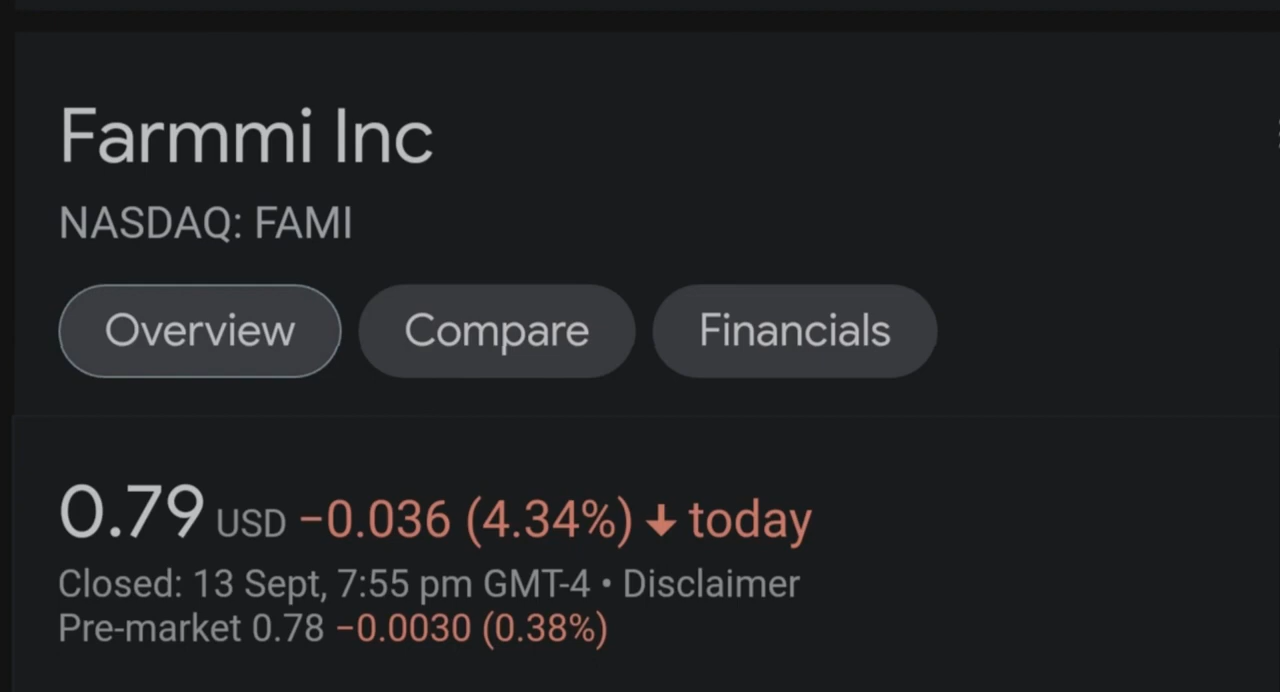 Farmmi Inc
NASDAQ: FAMI
Overview Compare Financials
0.79 USD −0.036 (4.34%) ↓ today
Closed: 13 Sept, 7:55 pm GMT-4 • Disclaimer
Pre-market 0.78 −0.0030 (0.38%)